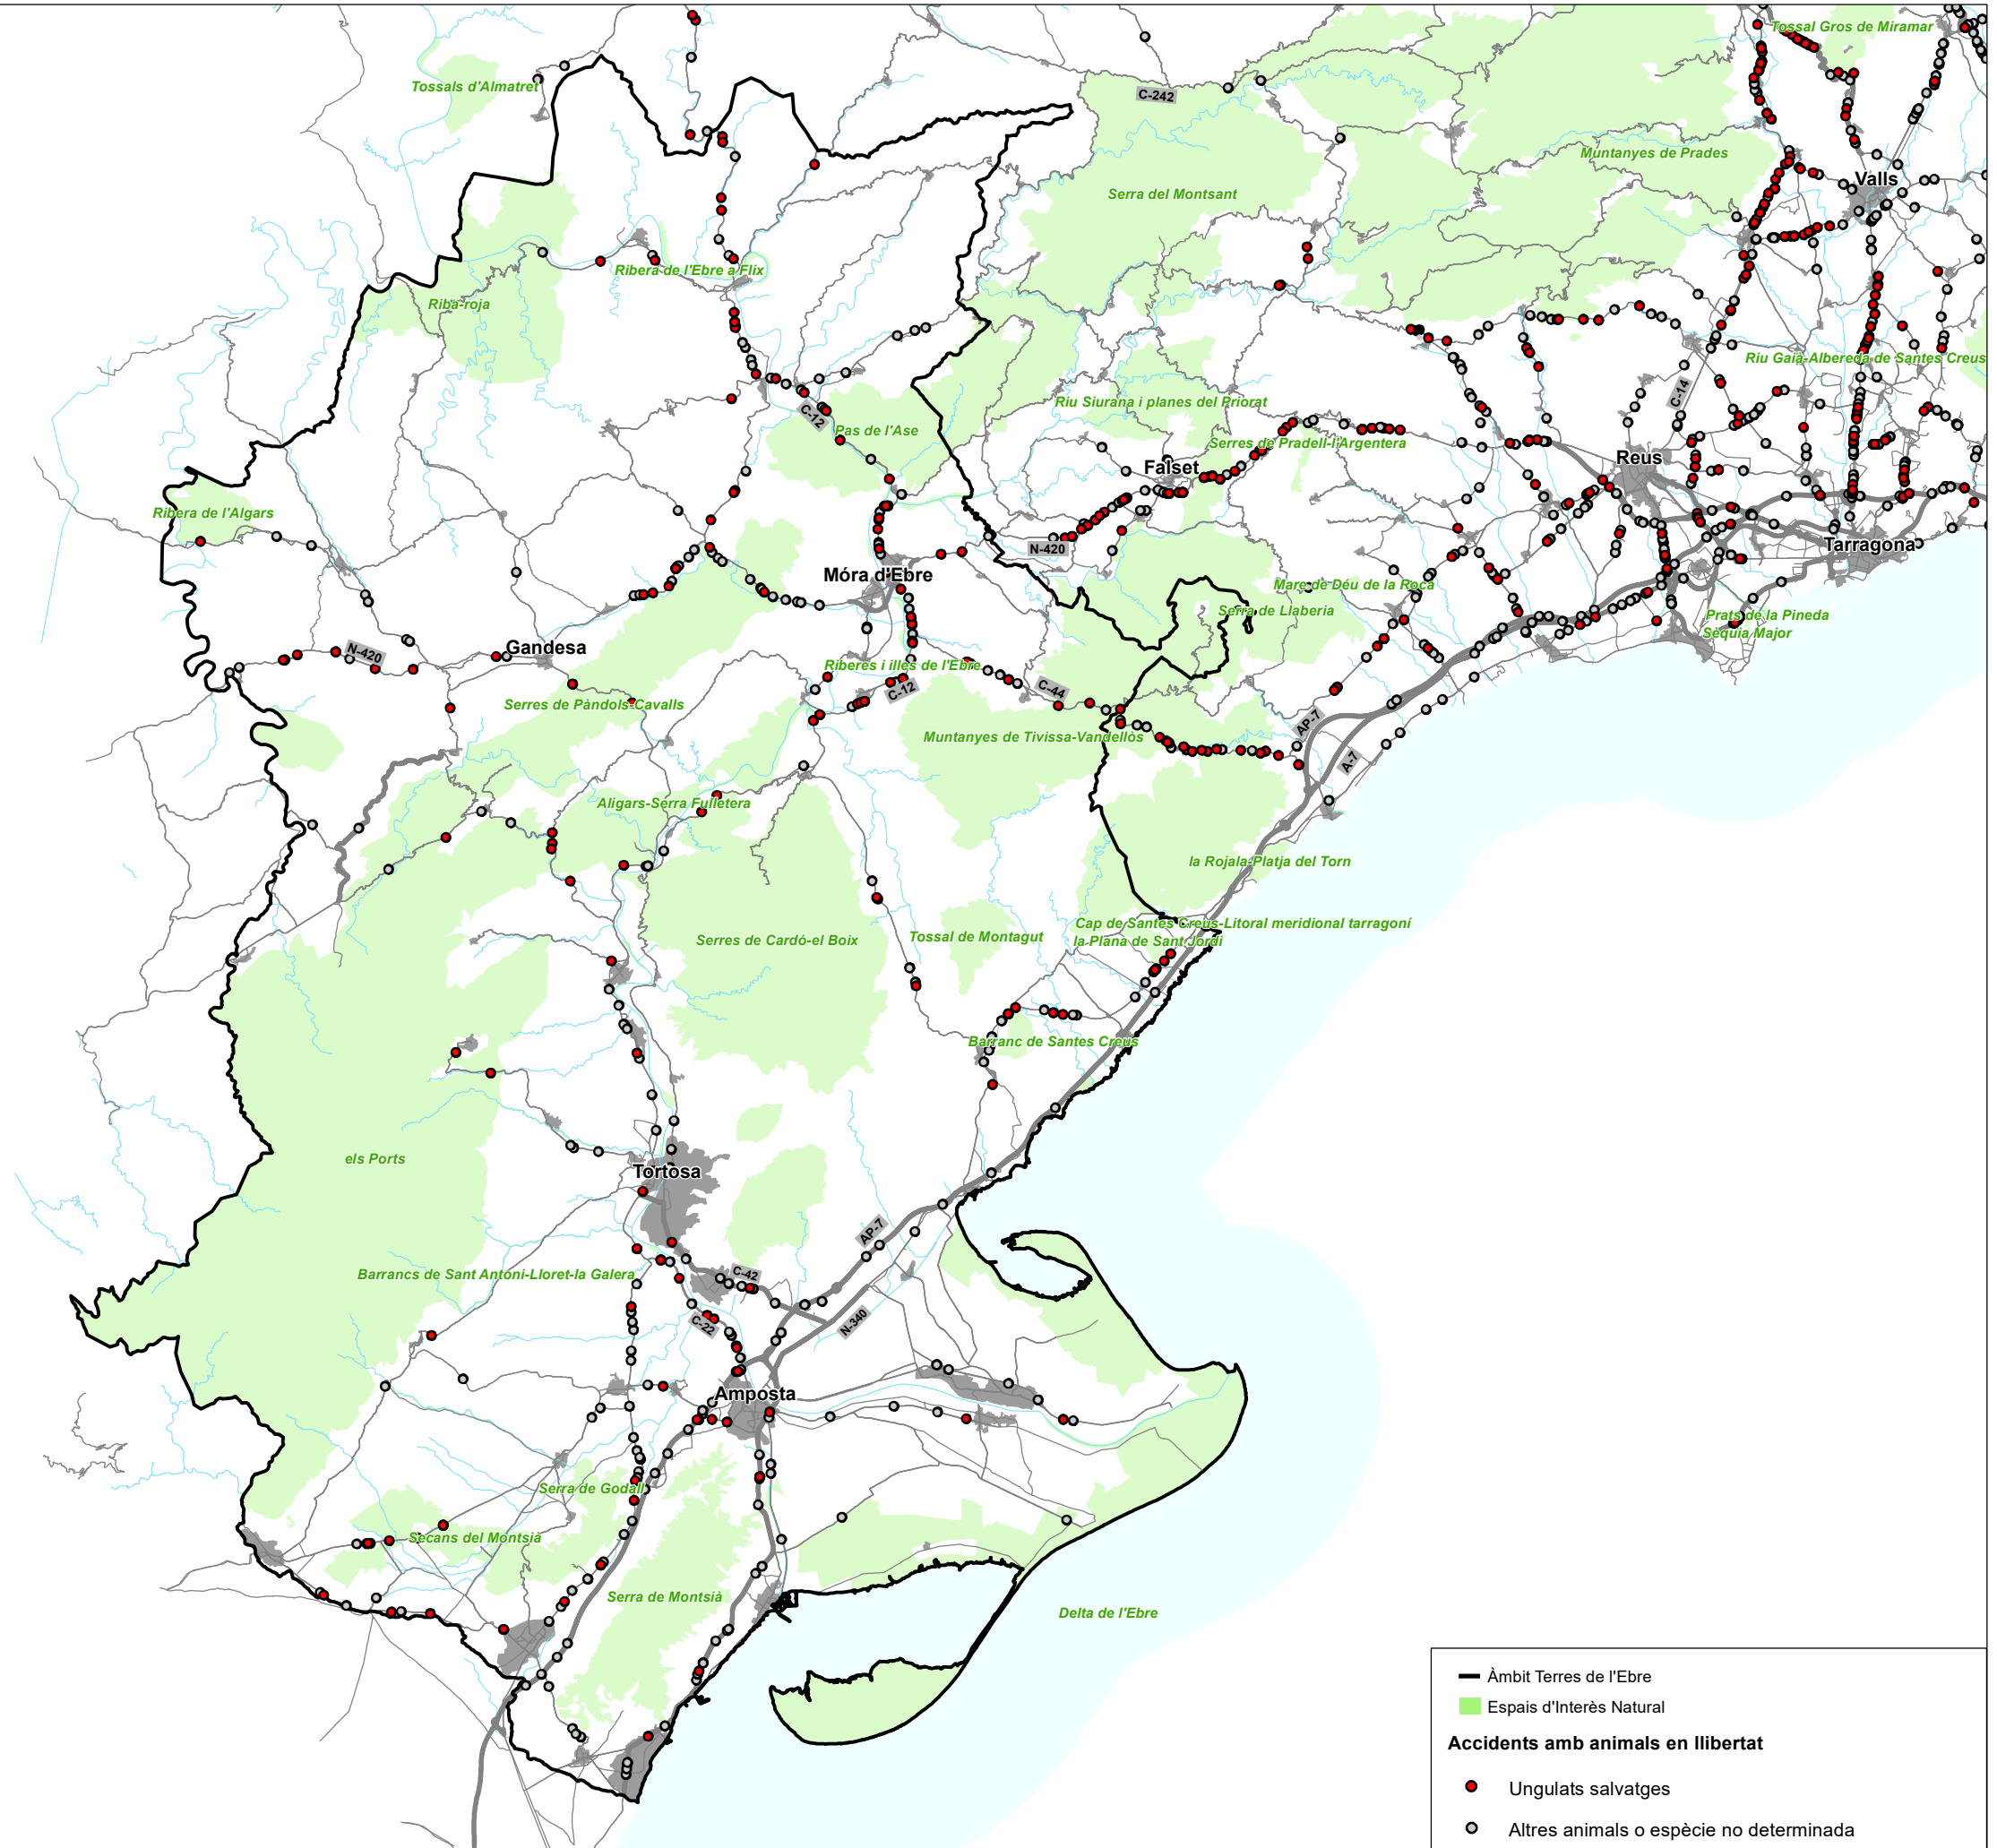 Tossal Gros de Miramar
Tossals d'Almatret
C-242
Muntanyes de Prades
Valls
Serra del Montsant
Ribera de l'Ebre a Flix
Riba-roja
Riu Gaià-Albereda de Santes Creus
C-14
Riu Siurana i planes del Priorat
C-12
Pas de l'Ase
Serres de Pradell-l'Argentera
Reus
Falset
Ribera de l'Algars
N-420
Tarragona
Móra d'Ebre
Mare de Déu de la Roca
Serra de Llaberia
Prats de la Pineda
Sèquia Major
N-420
Gandesa
Riberes i illes de l'Ebre
C-12
C-44
Serres de Pàndols-Cavalls
AP-7
Muntanyes de Tivissa-Vandellòs
A-7
Aligars-Serra Fulletera
la Rojala-Platja del Torn
Cap de Santes Creus-Litoral meridional tarragoní
Serres de Cardó-el Boix
Tossal de Montagut
la Plana de Sant Jordi
Barranc de Santes Creus
els Ports
Tortosa
AP-7
Barrancs de Sant Antoni-Lloret-la Galera
C-42
C-22
N-340
Amposta
Serra de Godall
Secans del Montsià
Serra de Montsià
Delta de l'Ebre
Àmbit Terres de l'Ebre
Espais d'Interès Natural
Accidents amb animals en llibertat
Ungulats salvatges
Altres animals o espècie no determinada